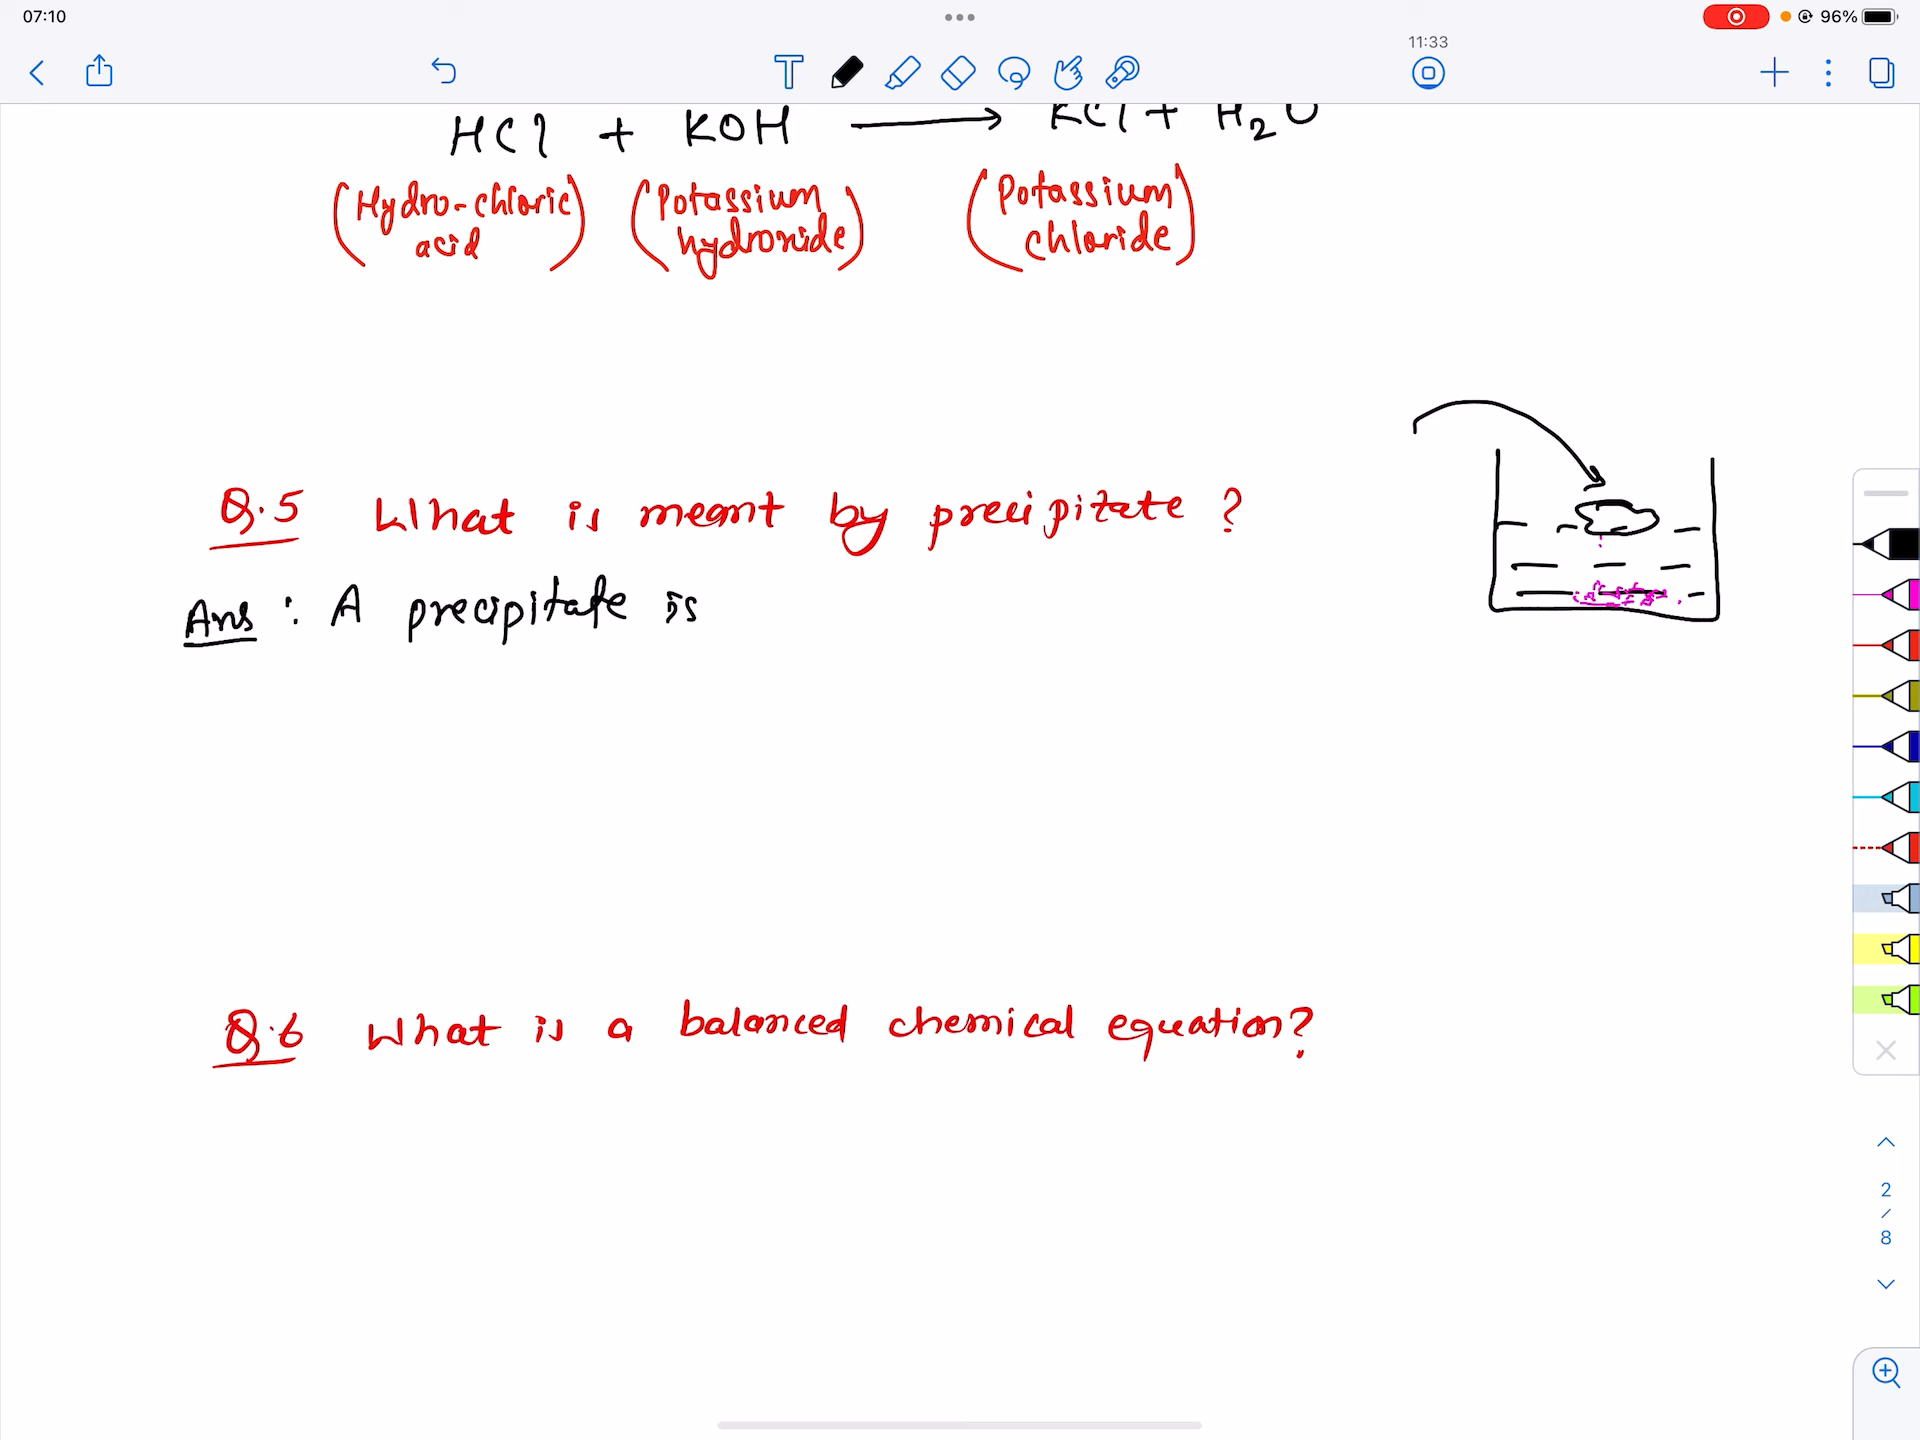 07:10
96%
11:33
HCl + KOH → KCl + H₂O
(Hydro-chloric acid) (Potassium hydroxide) (Potassium chloride)
Q.5 What is meant by precipitate ?
Ans : A precipitate is
Q.6 What is a balanced chemical equation?
2
/
8